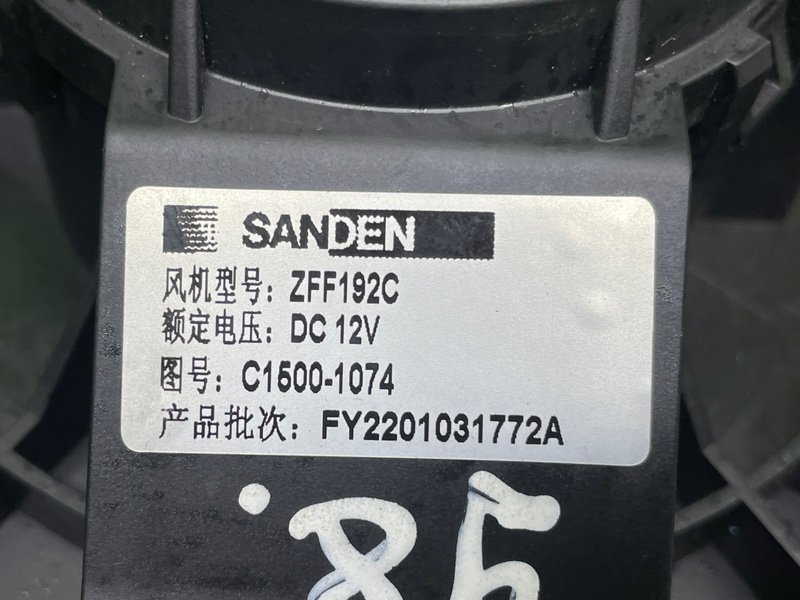 SANDEN
风机型号: ZFF192C
额定电压: DC 12V
图号: C1500-1074
产品批次: FY2201031772A
85